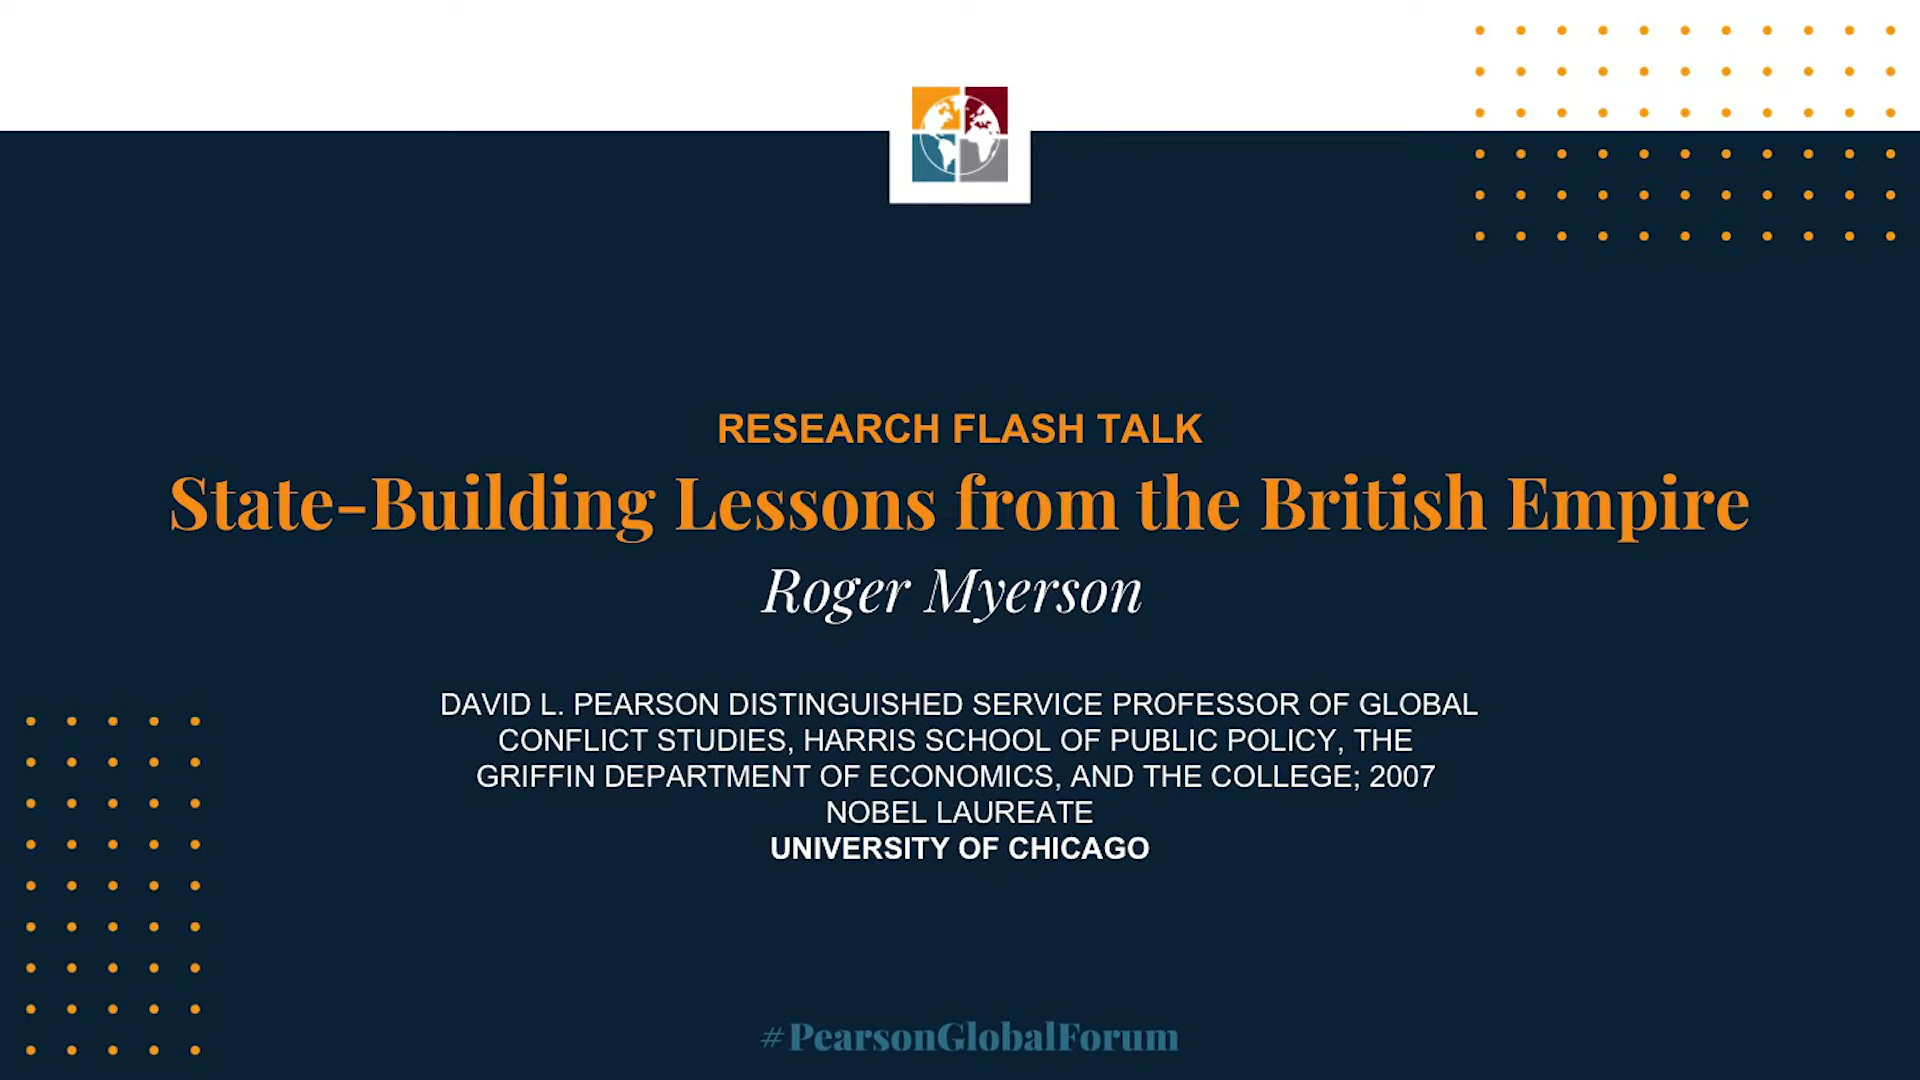 RESEARCH FLASH TALK
State-Building Lessons from the British Empire
Roger Myerson
DAVID L. PEARSON DISTINGUISHED SERVICE PROFESSOR OF GLOBAL
CONFLICT STUDIES, HARRIS SCHOOL OF PUBLIC POLICY, THE
GRIFFIN DEPARTMENT OF ECONOMICS, AND THE COLLEGE; 2007
NOBEL LAUREATE
UNIVERSITY OF CHICAGO
#PearsonGlobalForum